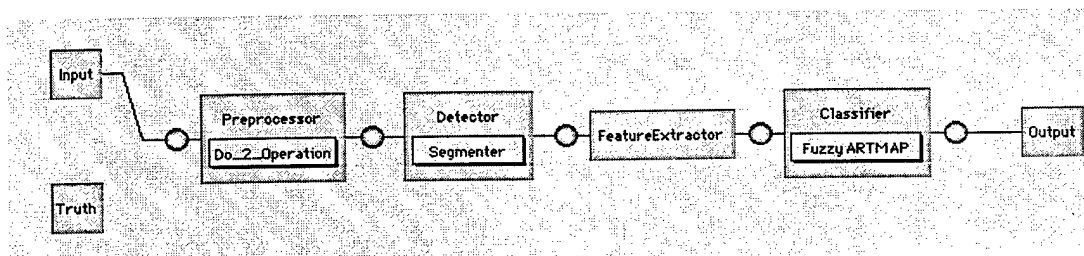 Input
Preprocessor
Do_2_Operation
Detector
Segmenter
FeatureExtractor
Classifier
Fuzzy ARTMAP
Output
Truth